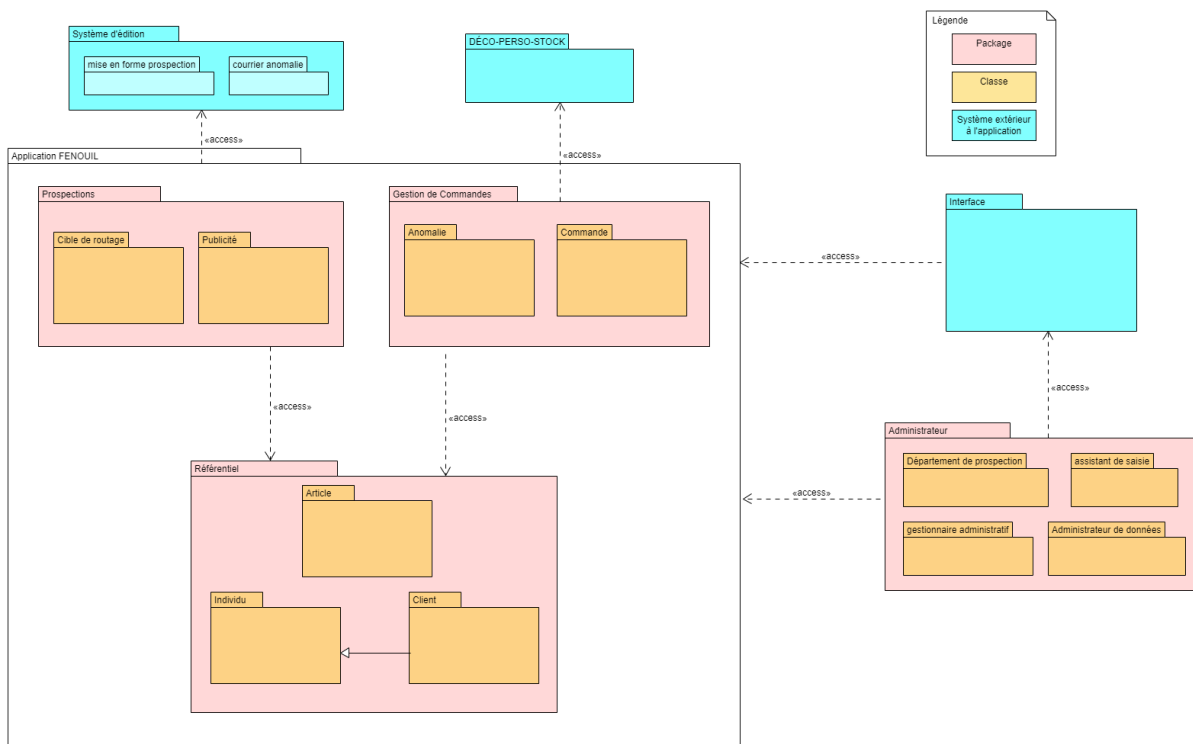 Système d'édition
mise en forme prospection
courrier anomalie
DÉCO-PERSO-STOCK
Lègende
Package
Classe
Système extérieur
à l'application
«access»
«access»
Application FENOUIL
Prospections
Cible de routage
Publicité
Gestion de Commandes
Anomalie
Commande
Interface
«access»
«access»
«access»
«access»
Administrateur
Département de prospection
assistant de saisie
gestionnaire administratif
Administrateur de données
«access»
Référentiel
Article
Individu
Client